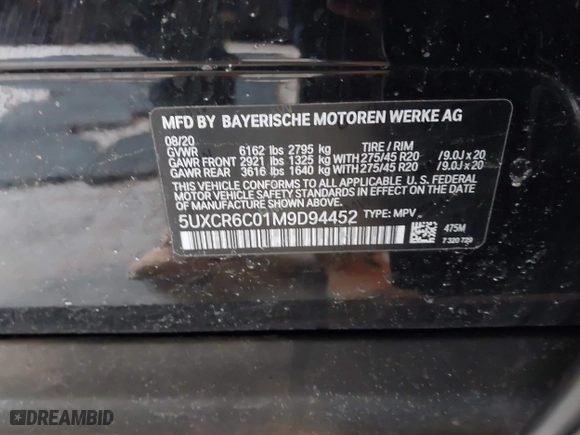 MFD BY BAYERISCHE MOTOREN WERKE AG
08/20
GVWR 6162 lbs 2795 kg TIRE / RIM
GAWR FRONT 2921 lbs 1325 kg WITH 275/45 R20 /9.0J x 20
GAWR REAR 3616 lbs 1640 kg WITH 275/45 R20 /9.0J x 20
THIS VEHICLE CONFORMS TO ALL APPLICABLE U.S. FEDERAL
MOTOR VEHICLE SAFETY STANDARDS IN EFFECT ON THE DATE
OF MANUFACTURE SHOWN ABOVE.
5UXCR6C01M9D94452 TYPE: MPV
475M
7 320 729
DREAMBID